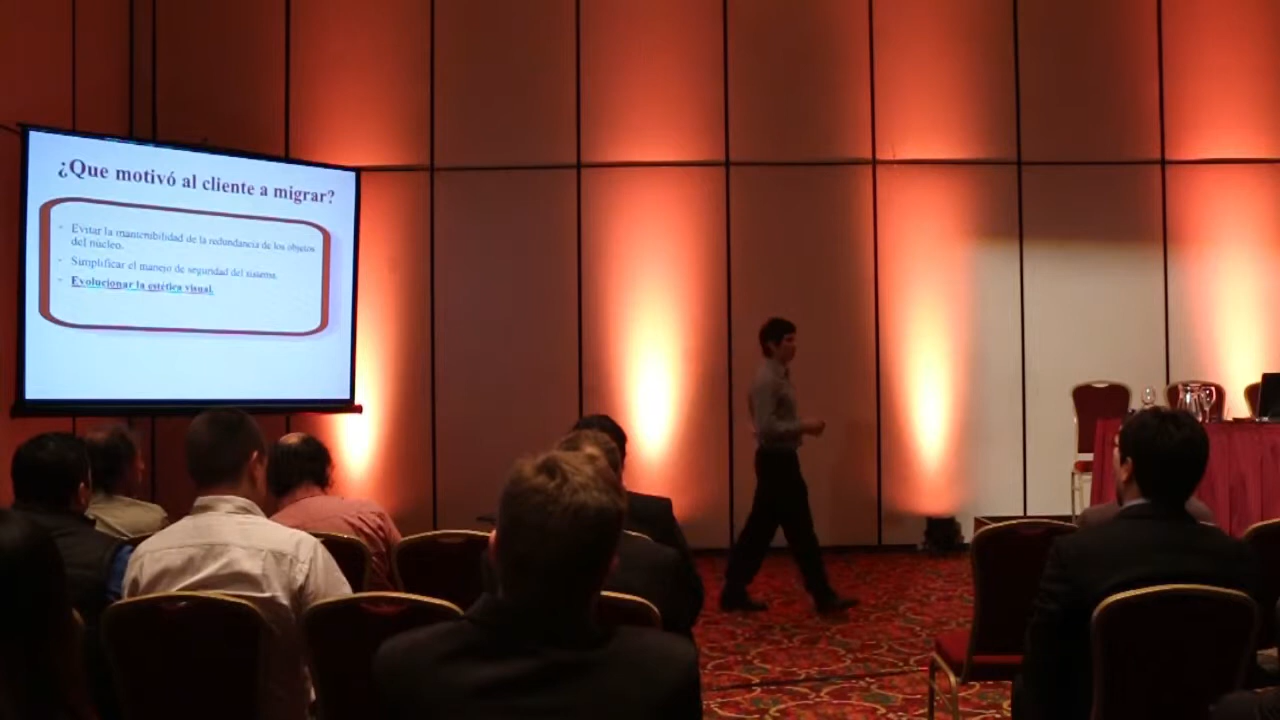 ¿Que motivó al cliente a migrar?
- Evitar la mantenibilidad de la redundancia de los objetos
del núcleo.
- Simplificar el manejo de seguridad del sistema.
- Evolucionar la estética visual.